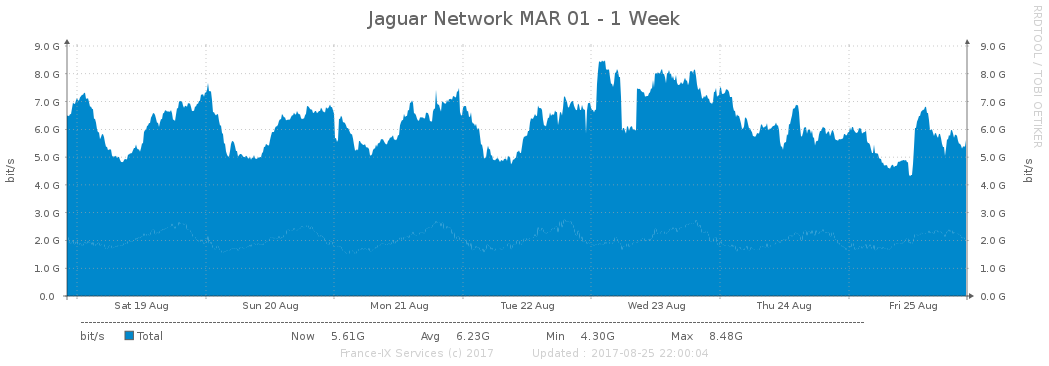 Jaguar Network MAR 01 - 1 Week
RRDTOOL / TOBI OETIKER
bit/s
9.0 G
8.0 G
7.0 G
6.0 G
5.0 G
4.0 G
3.0 G
2.0 G
1.0 G
0.0
9.0 G
8.0 G
7.0 G
6.0 G
5.0 G
4.0 G
3.0 G
2.0 G
1.0 G
0.0 G
bit/s
Sat 19 Aug Sun 20 Aug Mon 21 Aug Tue 22 Aug Wed 23 Aug Thu 24 Aug Fri 25 Aug
bit/s Total Now 5.61G Avg 6.23G Min 4.30G Max 8.48G
France-IX Services (c) 2017 Updated : 2017-08-25 22:00:04